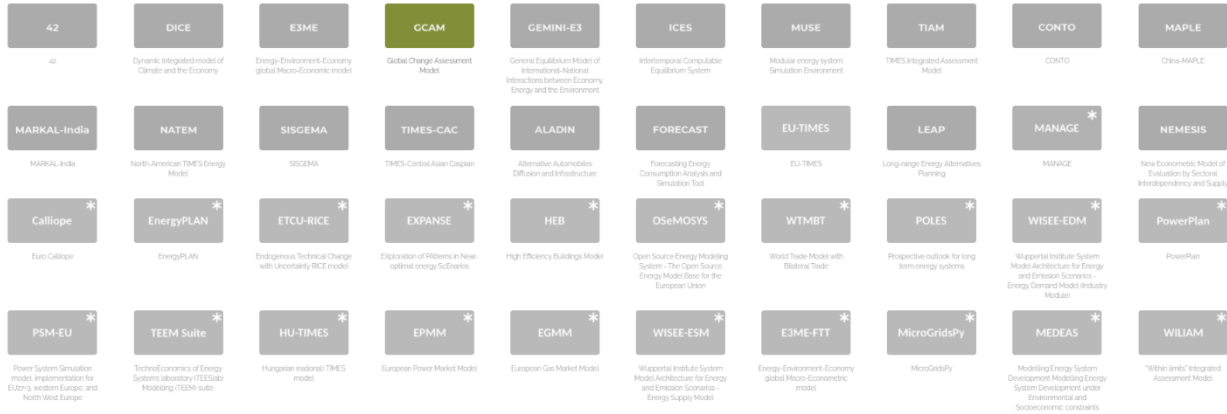 42
DICE
E3ME
GCAM
GEMINI-E3
ICES
MUSE
TIAM
CONTO
MAPLE
42
Dynamic Integrated model of
Climate and the Economy
Energy-Environment-Economy
global Macro-Economic model
Global Change Assessment
Model
General Equilibrium Model of
International-National
Interactions between Economy,
Energy and the Environment
Intertemporal Computable
Equilibrium System
Modular energy system
Simulation Environment
TIMES Integrated Assessment
Model
CONTO
China-MAPLE
MARKAL-India
NATEM
SISGEMA
TIMES-CAC
ALADIN
FORECAST
EU-TIMES
LEAP
MANAGE *
NEMESIS
MARKAL-India
North-American TIMES Energy
Model
SISGEMA
TIMES-Central Asian Caspian
Alternative Automobiles
Diffusion and Infrastructure
Forecasting Energy
Consumption Analysis and
Simulation Tool
EU-TIMES
Long-range Energy Alternatives
Planning
MANAGE
New Econometric Model of
Evaluation by Sectoral
Interdependency and Supply
Calliope *
EnergyPLAN *
ETCU-RICE *
EXPANSE *
HEB *
OSeMOSYS *
WTMBT *
POLES *
WISEE-EDM *
PowerPlan *
Euro Calliope
EnergyPLAN
Endogenous Technical Change
with Uncertainty RICE model
EXploration of PAtterns in Near-
optimal energy ScEnarios
High Efficiency Buildings Model
Open Source Energy Modeling
System - The Open Source
Energy Model Base for the
European Union
World Trade Model with
Bilateral Trade
Prospective outlook for long
term energy systems
Wuppertal Institute System
Model Architecture for Energy
and Emission Scenarios -
Energy Demand Model (Industry
Module)
PowerPlan
PSM-EU *
TEEM Suite *
HU-TIMES *
EPMM *
EGMM *
WISEE-ESM *
E3ME-FTT *
MicroGridsPy *
MEDEAS *
WILIAM *
Power System Simulation
model, implementation for
EU27+3, western Europe, and
North West Europe
TechnoEconomics of Energy
Systems laboratory (TEESlab)
Modelling (TEEM) suite
Hungarian (national) TIMES
model
European Power Market Model
European Gas Market Model
Wuppertal Institute System
Model Architecture for Energy
and Emission Scenarios -
Energy Supply Model
Energy-Environment-Economy
global Macro-Econometric
model
MicroGridsPy
Modelling Energy System
Development Modelling Energy
System Development under
Environmental and
Socioeconomic constraints
"Within limits" Integrated
Assessment Model